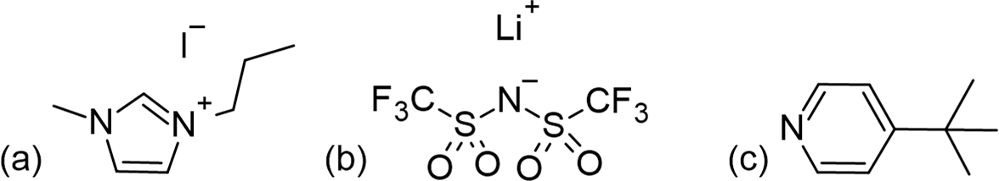 I⁻
N
N⁺
(a)
Li⁺
F₃C N⁻ CF₃
S S
O O O O
(b)
N
(c)